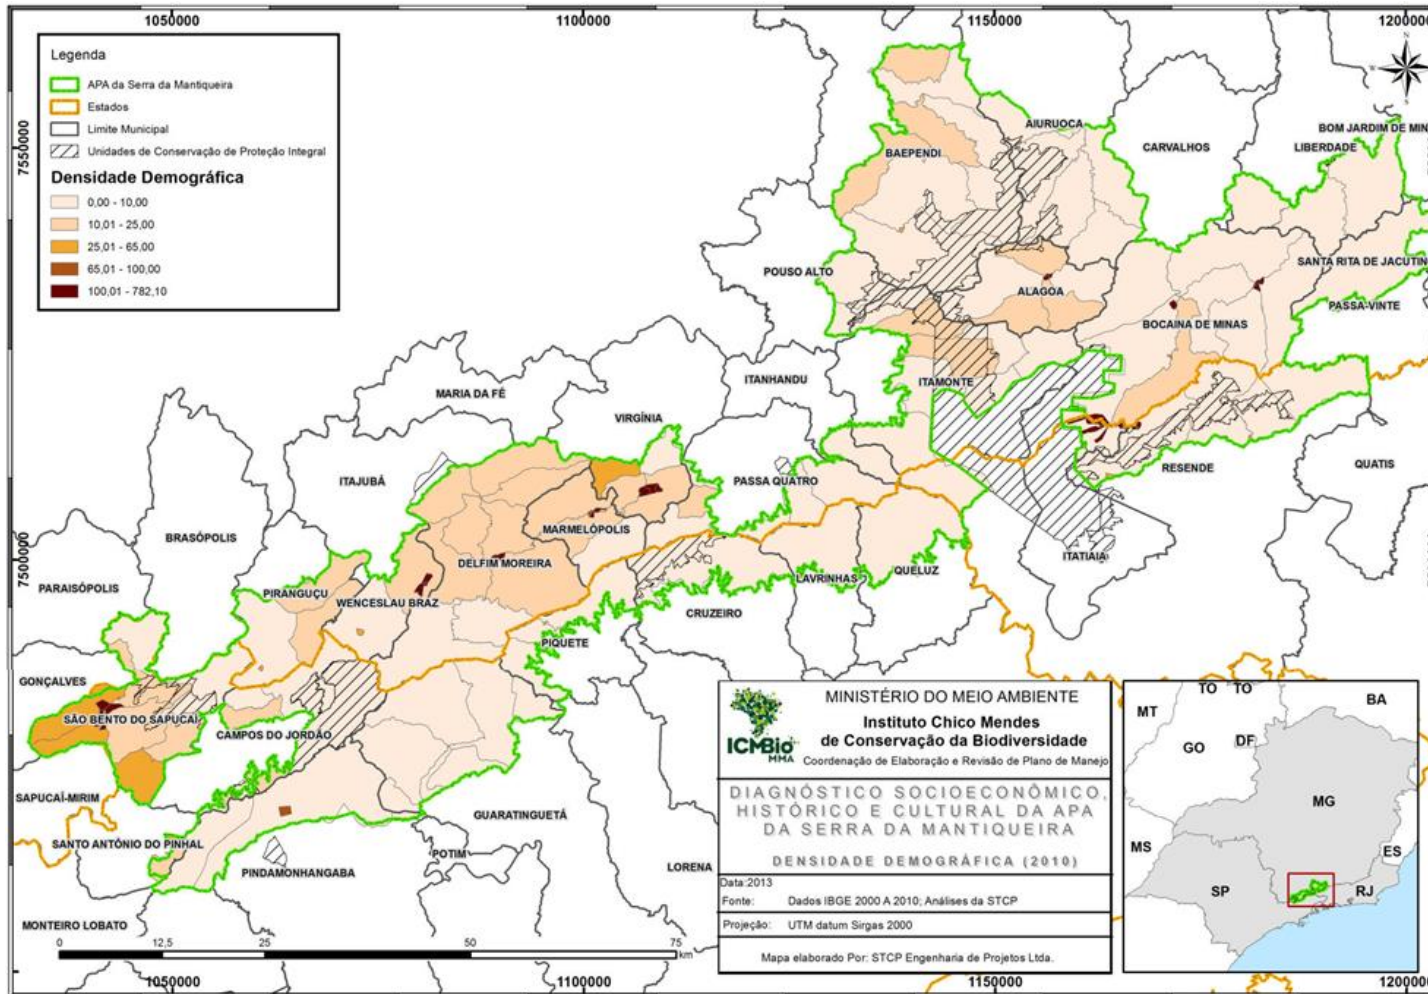 1050000
1100000
1150000
1200000
7550000
7500000
Legenda
APA da Serra da Mantiqueira
Estados
Limite Municipal
Unidades de Conservação de Proteção Integral
Densidade Demográfica
0,00 - 10,00
10,01 - 25,00
25,01 - 65,00
65,01 - 100,00
100,01 - 782,10
N
AIURUOCA
BAEPENDI
CARVALHOS
BOM JARDIM DE MIN
LIBERDADE
SANTA RITA DE JACUTIN
POUSO ALTO
ALAGOA
PASSA-VINTE
BOCAINA DE MINAS
ITANHANDU
ITAMONTE
MARIA DA FÉ
VIRGÍNIA
ITAJUBÁ
PASSA QUATRO
RESENDE
QUATIS
BRASÓPOLIS
MARMELÓPOLIS
ITATIAIA
DELFIM MOREIRA
PARAISÓPOLIS
PIRANGUÇU
WENCESLAU BRAZ
LAVRINHAS
QUELUZ
CRUZEIRO
PIQUETE
GONÇALVES
SÃO BENTO DO SAPUCAÍ
CAMPOS DO JORDÃO
SAPUCAÍ-MIRIM
GUARATINGUETÁ
SANTO ANTÔNIO DO PINHAL
POTIM
LORENA
PINDAMONHANGABA
MONTEIRO LOBATO
0
12,5
25
50
75
km
1050000
1100000
1150000
1200000
ICMBio
MMA
MINISTÉRIO DO MEIO AMBIENTE
Instituto Chico Mendes
de Conservação da Biodiversidade
Coordenação de Elaboração e Revisão de Plano de Manejo
DIAGNÓSTICO SOCIOECONÔMICO,
HISTÓRICO E CULTURAL DA APA
DA SERRA DA MANTIQUEIRA
DENSIDADE DEMOGRÁFICA (2010)
Data:2013
Fonte: Dados IBGE 2000 A 2010; Análises da STCP
Projeção: UTM datum Sirgas 2000
Mapa elaborado Por: STCP Engenharia de Projetos Ltda.
TO
TO
MT
BA
GO
DF
MG
MS
ES
SP
RJ